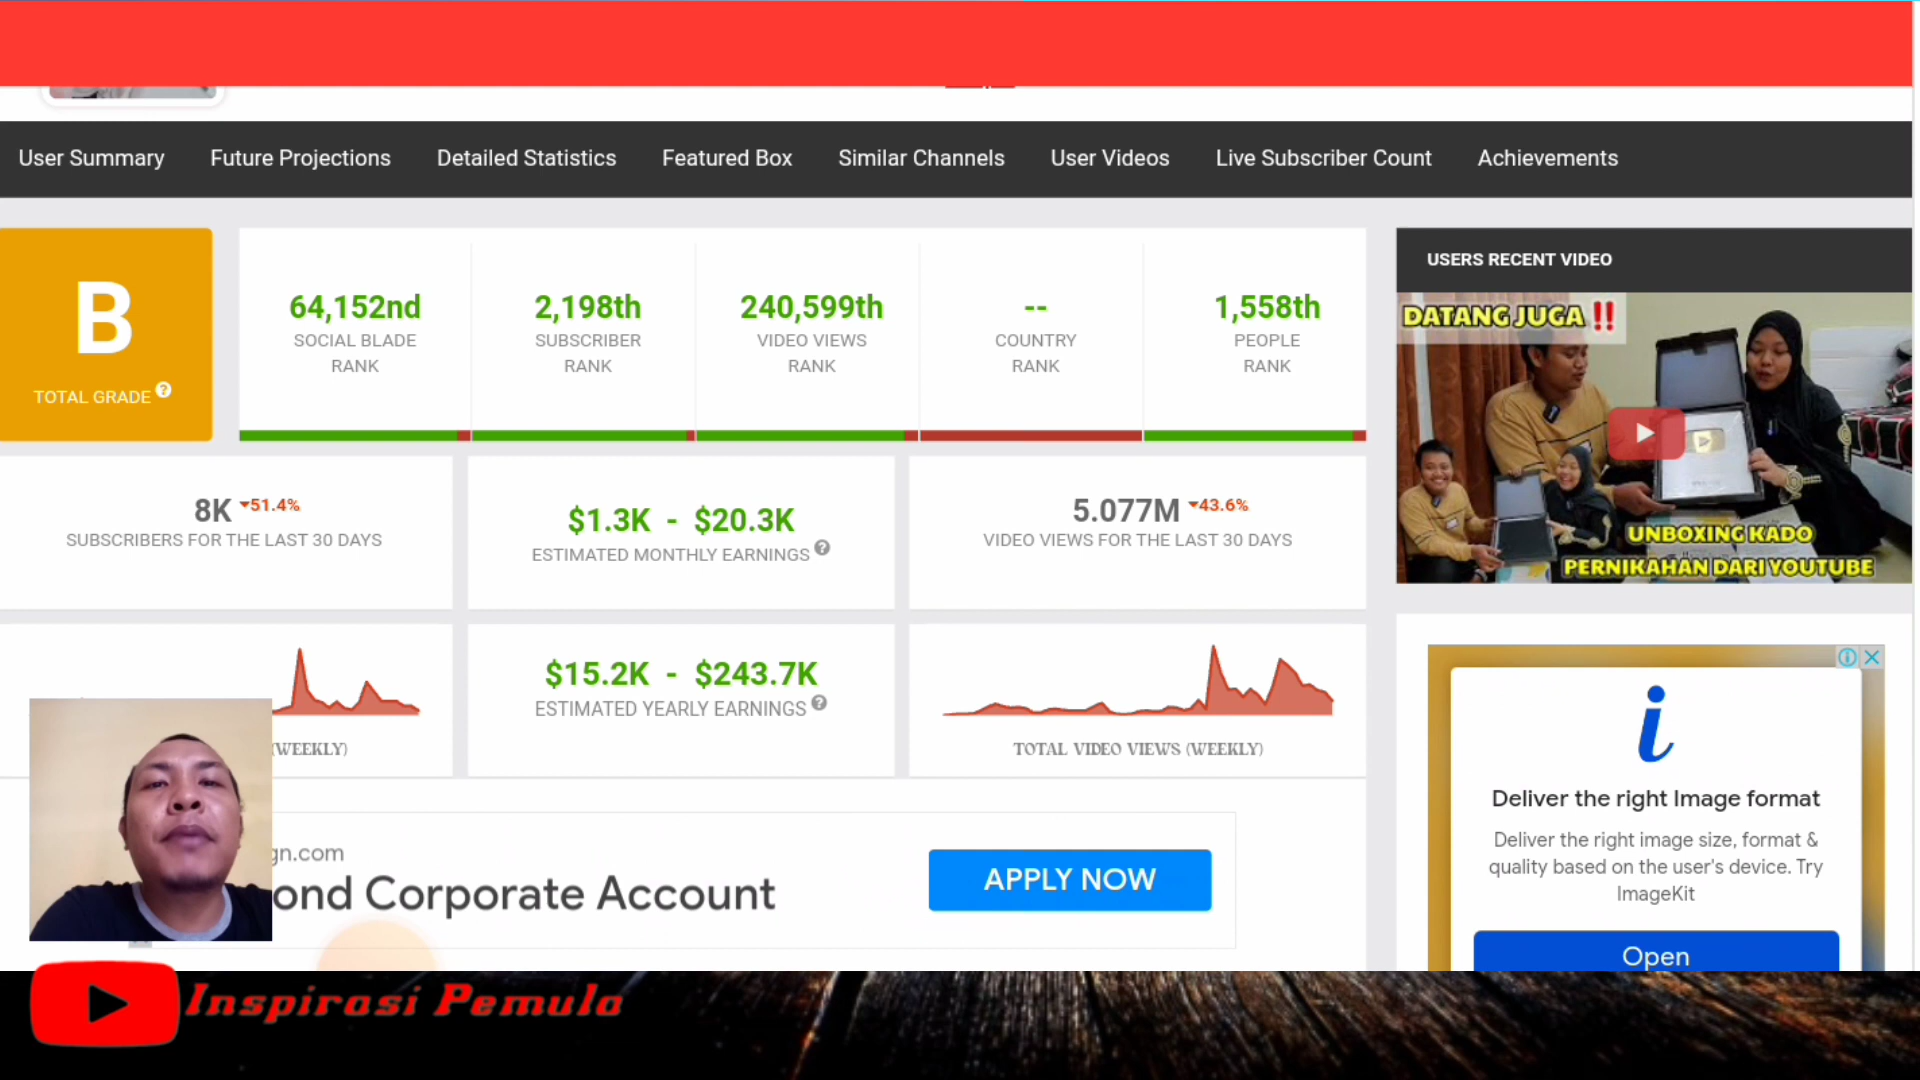 User Summary
Future Projections
Detailed Statistics
Featured Box
Similar Channels
User Videos
Live Subscriber Count
Achievements
B
TOTAL GRADE ?
64,152nd
SOCIAL BLADE
RANK
2,198th
SUBSCRIBER
RANK
240,599th
VIDEO VIEWS
RANK
--
COUNTRY
RANK
1,558th
PEOPLE
RANK
8K 51.4%
SUBSCRIBERS FOR THE LAST 30 DAYS
$1.3K - $20.3K
ESTIMATED MONTHLY EARNINGS ?
5.077M 43.6%
VIDEO VIEWS FOR THE LAST 30 DAYS
(WEEKLY)
$15.2K - $243.7K
ESTIMATED YEARLY EARNINGS ?
TOTAL VIDEO VIEWS (WEEKLY)
gn.com
ond Corporate Account
APPLY NOW
USERS RECENT VIDEO
DATANG JUGA !!
UNBOXING KADO
PERNIKAHAN DARI YOUTUBE
i
Deliver the right Image format
Deliver the right image size, format &
quality based on the user's device. Try
ImageKit
Open
Inspirasi Pemula